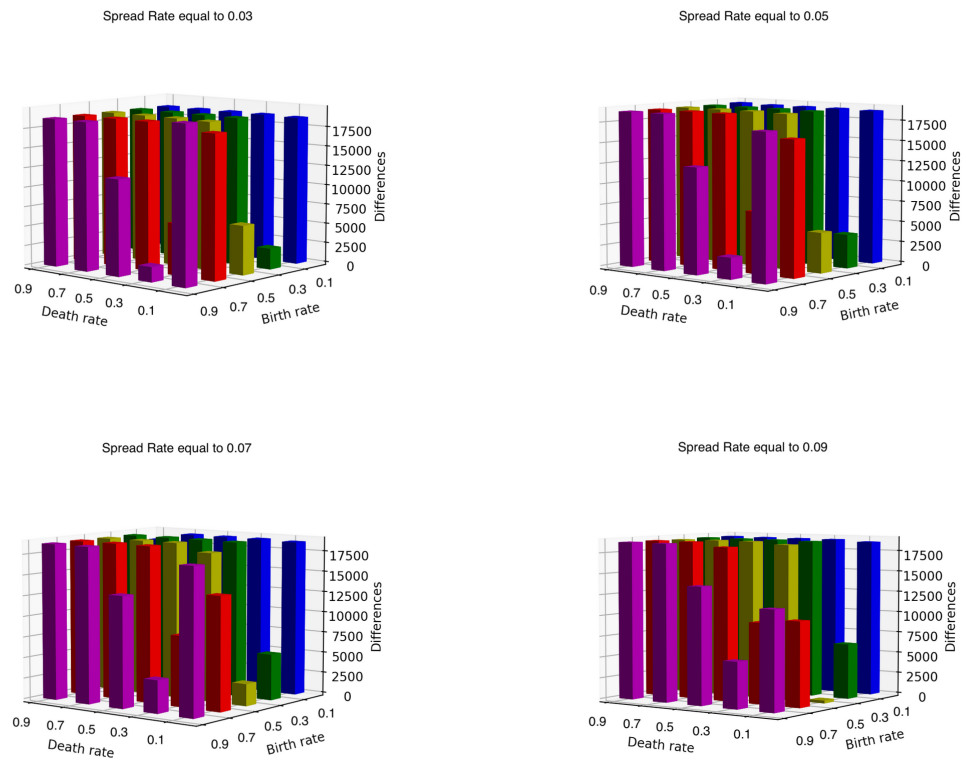 Spread Rate equal to 0.03
17500
15000
12500
10000
7500
5000
2500
0
Differences
0.9 0.7 0.5 0.3 0.1
Death rate
0.9 0.7 0.5 0.3 0.1
Birth rate
Spread Rate equal to 0.05
17500
15000
12500
10000
7500
5000
2500
0
Differences
0.9 0.7 0.5 0.3 0.1
Death rate
0.9 0.7 0.5 0.3 0.1
Birth rate
Spread Rate equal to 0.07
17500
15000
12500
10000
7500
5000
2500
0
Differences
0.9 0.7 0.5 0.3 0.1
Death rate
0.9 0.7 0.5 0.3 0.1
Birth rate
Spread Rate equal to 0.09
17500
15000
12500
10000
7500
5000
2500
0
Differences
0.9 0.7 0.5 0.3 0.1
Death rate
0.9 0.7 0.5 0.3 0.1
Birth rate